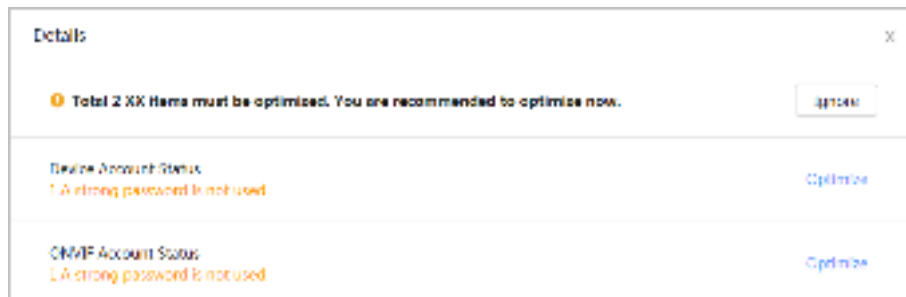 Details
x
Total 2 XX items must be optimized. You are recommended to optimize now.
Ignore
Device Account Status
1.A strong password is not used
Optimize
ONVIF Account Status
1.A strong password is not used
Optimize